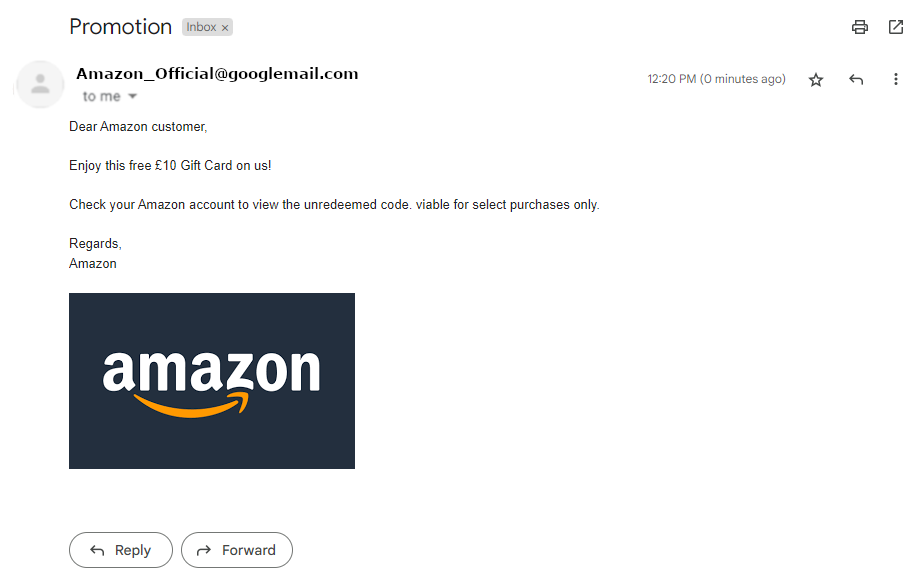 Promotion Inbox ×
Amazon_Official@googlemail.com 12:20 PM (0 minutes ago)
to me
Dear Amazon customer,
Enjoy this free £10 Gift Card on us!
Check your Amazon account to view the unredeemed code. viable for select purchases only.
Regards,
Amazon
amazon
Reply Forward